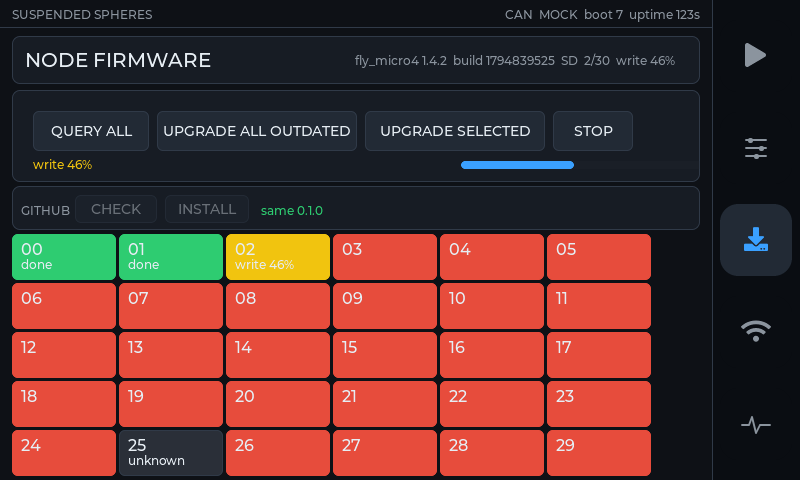 SUSPENDED SPHERES
CAN MOCK boot 7 uptime 123s
NODE FIRMWARE
fly_micro4 1.4.2 build 1794839525 SD 2/30 write 46%
QUERY ALL
UPGRADE ALL OUTDATED
UPGRADE SELECTED
STOP
write 46%
GITHUB
CHECK
INSTALL
same 0.1.0
00
done
01
done
02
write 46%
03
04
05
06
07
08
09
10
11
12
13
14
15
16
17
18
19
20
21
22
23
24
25
unknown
26
27
28
29